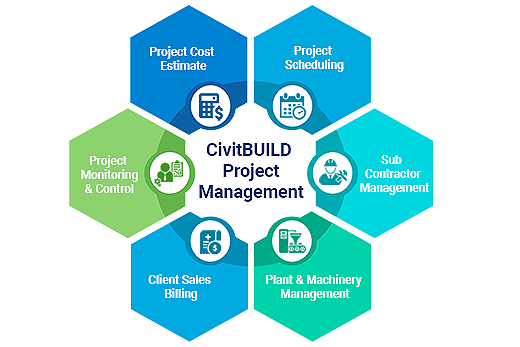 Project Cost
Estimate
Project
Scheduling
Project
Monitoring
& Control
CivitBUILD
Project
Management
Sub
Contractor
Management
Client Sales
Billing
Plant & Machinery
Management